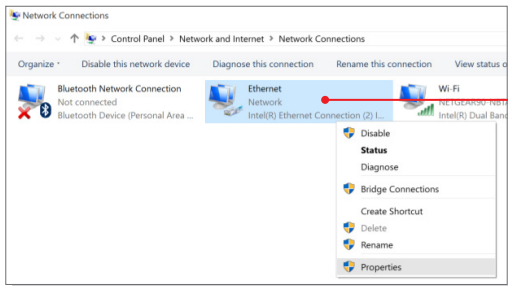 Network Connections
Control Panel > Network and Internet > Network Connections
Organize Disable this network device Diagnose this connection Rename this connection View status o
Bluetooth Network Connection
Not connected
Bluetooth Device (Personal Area ...
Ethernet
Network
Intel(R) Ethernet Connection (2) I...
Wi-Fi
Intel(R) Dual Band
Disable
Status
Diagnose
Bridge Connections
Create Shortcut
Delete
Rename
Properties